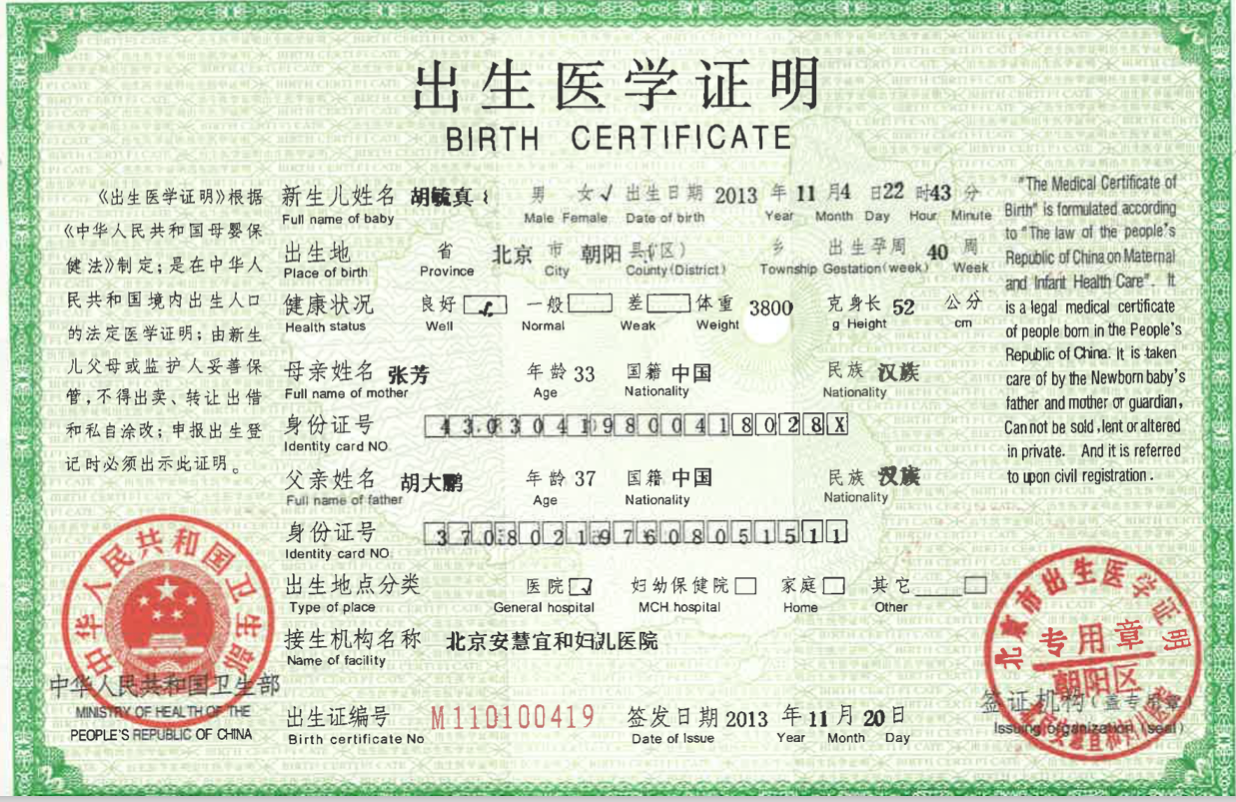 出生医学证明
BIRTH CERTIFICATE
《出生医学证明》根据
《中华人民共和国母婴保
健法》制定；是在中华人
民共和国境内出生人口
的法定医学证明；由新生
儿父母或监护人妥善保
管，不得出卖、转让出借
和私自涂改；申报出生登
记时必须出示此证明。
新生儿姓名 胡毓真 男 女√ 出生日期 2013 年 11 月 4 日 22 时 43 分
Full name of baby Male Female Date of birth Year Month Day Hour Minute
出生地 省 北京 市 朝阳 县(区) 乡 出生孕周 40 周
Place of birth Province City County(District) Township Gestation(week) Week
健康状况 良好 √ 一般 差 体重 3800 克 身长 52 公分
Health status Well Normal Weak Weight g Height cm
母亲姓名 张芳 年龄 33 国籍 中国 民族 汉族
Full name of mother Age Nationality Nationality
身份证号 43030419800418028X
Identity card NO.
父亲姓名 胡大鹏 年龄 37 国籍 中国 民族 汉族
Full name of father Age Nationality Nationality
身份证号 370802197608051511
Identity card NO.
出生地点分类 医院 √ 妇幼保健院 家庭 其它
Type of place General hospital MCH hospital Home Other
接生机构名称 北京安慧宜和妇儿医院
Name of facility
出生证编号 M110100419 签发日期 2013 年 11 月 20 日
Birth certificate No Date of Issue Year Month Day
"The Medical Certificate of
Birth" is formulated according
to "The law of the people's
Republic of China on Maternal
and Infant Health Care". It
is a legal medical certificate
of people born in the People's
Republic of China. It is taken
care of by the Newborn baby's
father and mother or guardian,
Cannot be sold, lent or altered
in private. And it is referred
to upon civil registration.
中华人民共和国卫生部
中华人民共和国卫生部
MINISTRY OF HEALTH OF THE
PEOPLE'S REPUBLIC OF CHINA
北京市出生医学证明
专用章
朝阳区
北京安慧宜和妇儿医院
签证机构(盖专用章)
Issuing organization (seal)